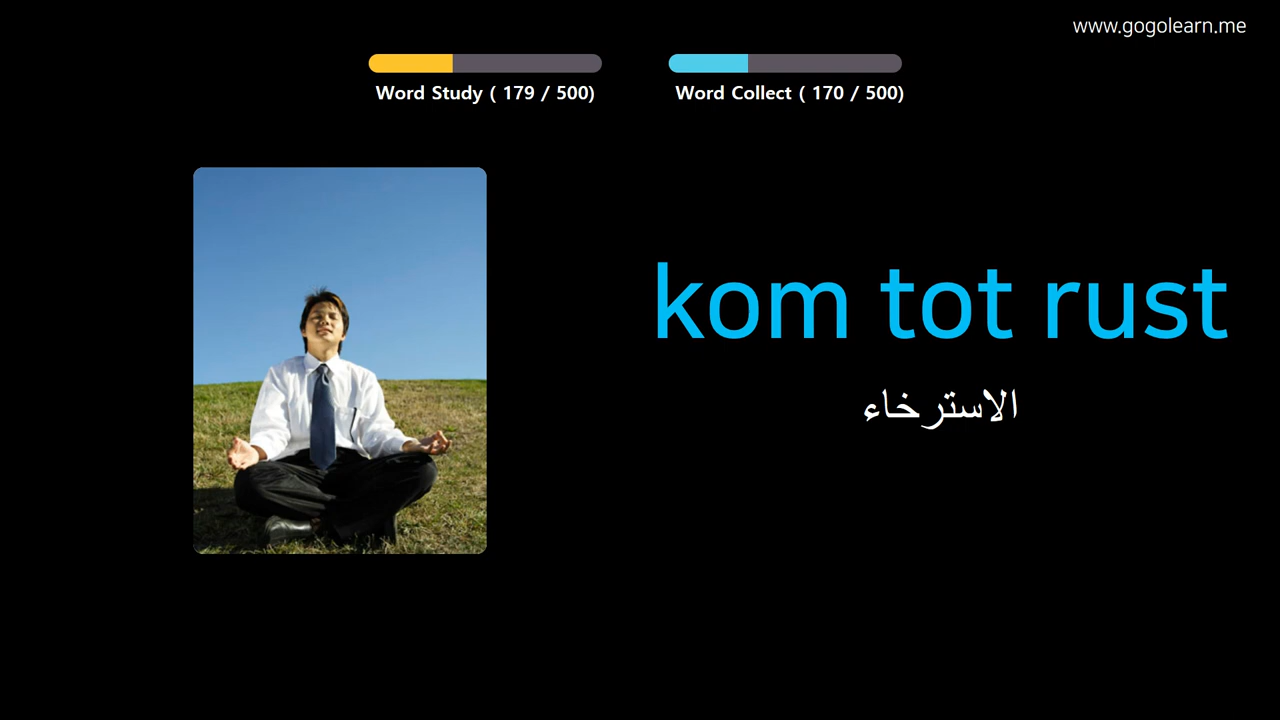 www.gogolearn.me
Word Study ( 179 / 500)
Word Collect ( 170 / 500)
kom tot rust
الاسترخاء